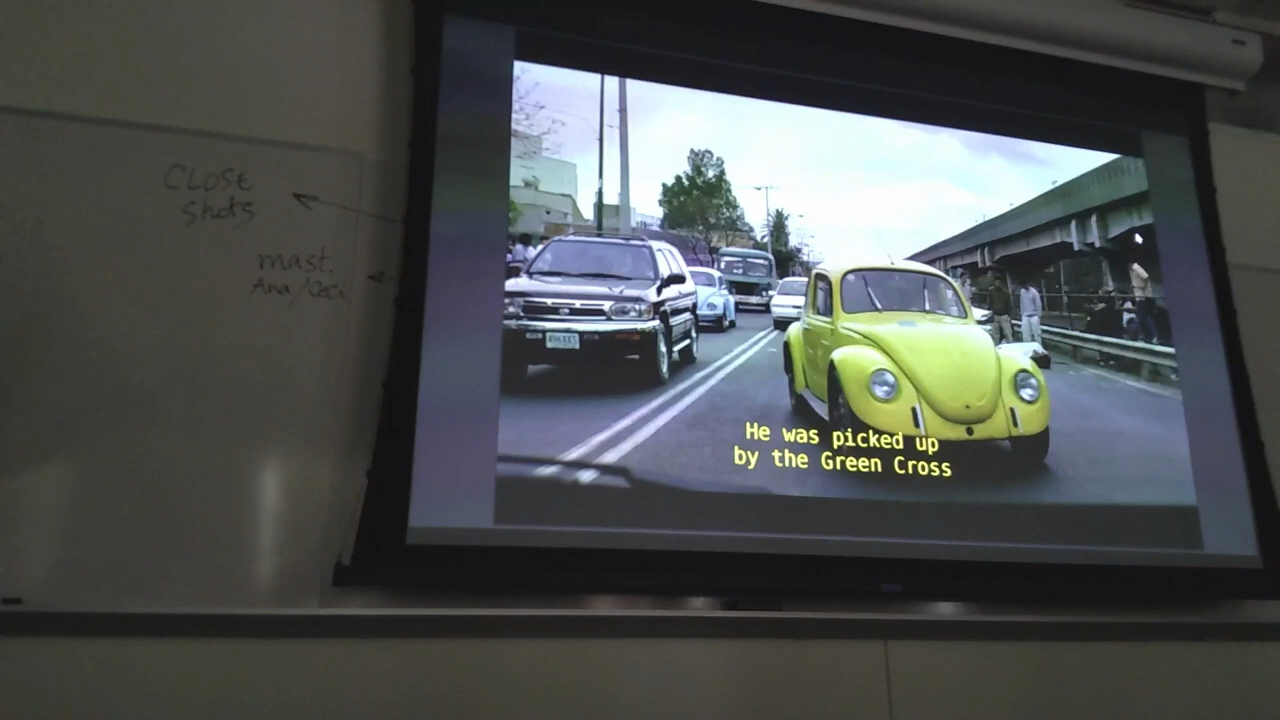 CLOSE
shots
mast.
Ana/Ceci
He was picked up
by the Green Cross